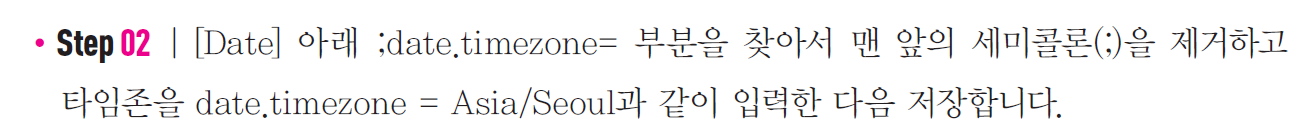 • Step 02 | [Date] 아래 ;date.timezone= 부분을 찾아서 맨 앞의 세미콜론(;)을 제거하고
타임존을 date.timezone = Asia/Seoul과 같이 입력한 다음 저장합니다.